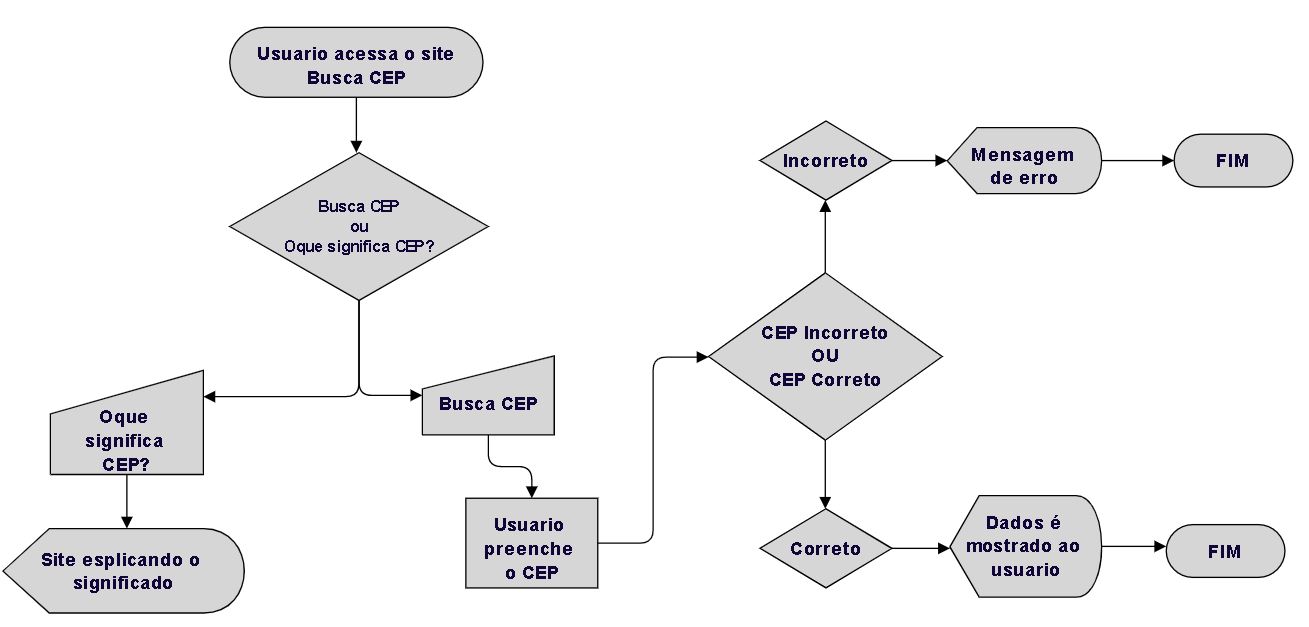 Usuario acessa o site
Busca CEP
Busca CEP
ou
Oque significa CEP?
Oque
significa
CEP?
Site esplicando o
significado
Busca CEP
Usuario
preenche
o CEP
CEP Incorreto
OU
CEP Correto
Incorreto
Mensagem
de erro
FIM
Correto
Dados é
mostrado ao
usuario
FIM